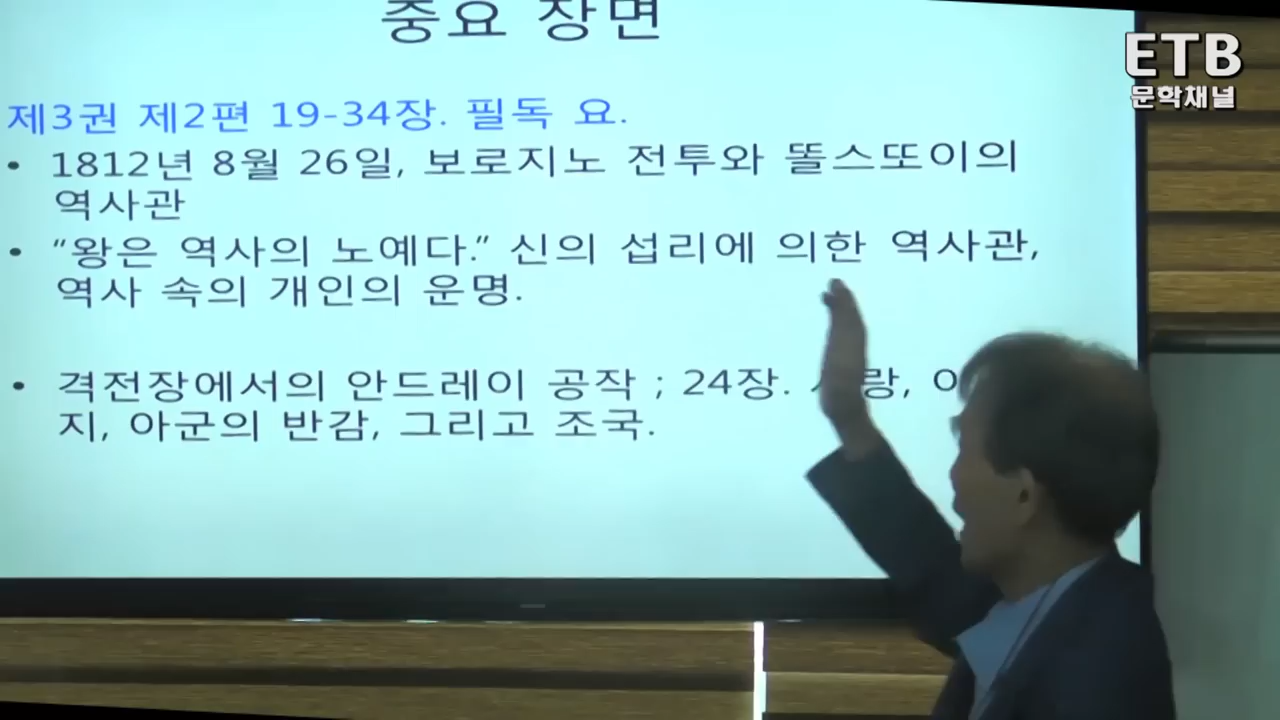 중요 장면
ETB
문학채널
제3권 제2편 19-34장. 필독 요.
• 1812년 8월 26일, 보로지노 전투와 똘스또이의
역사관
• “왕은 역사의 노예다.” 신의 섭리에 의한 역사관,
역사 속의 개인의 운명.
• 격전장에서의 안드레이 공작 ; 24장.
지, 아군의 반감, 그리고 조국.